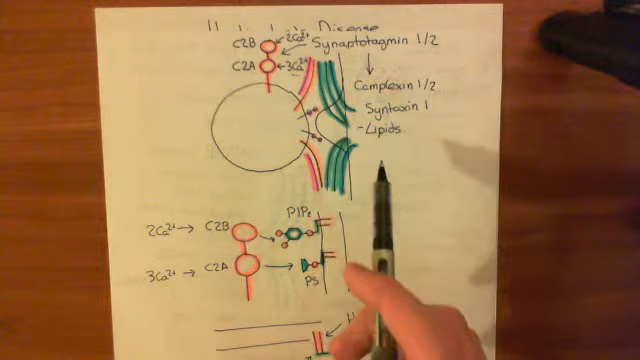 Disease
C2B 2Ca²⁺ Synaptotagmin 1/2
C2A 3Ca²⁺
Complexin 1/2
Syntaxin 1
- Lipids
PIP₂
2Ca²⁺ → C2B
3Ca²⁺ → C2A
PS
H